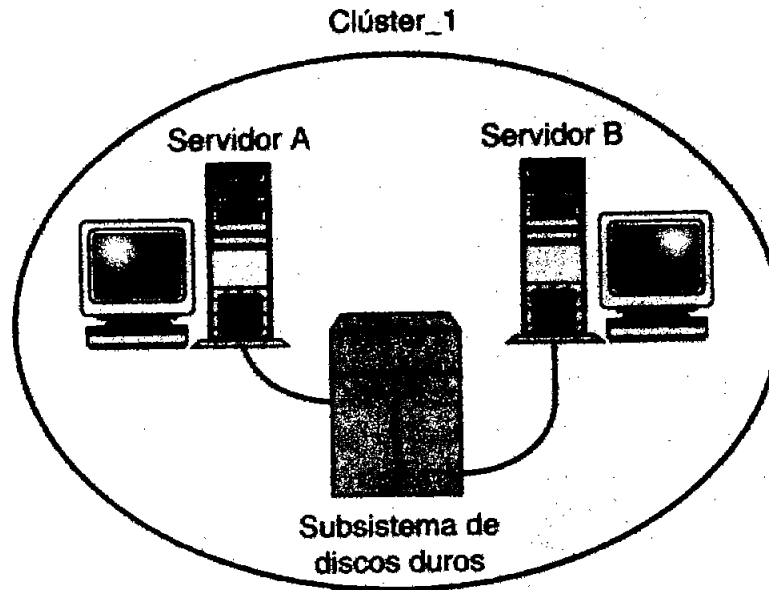 Clúster_1
Servidor A
Servidor B
Subsistema de
discos duros